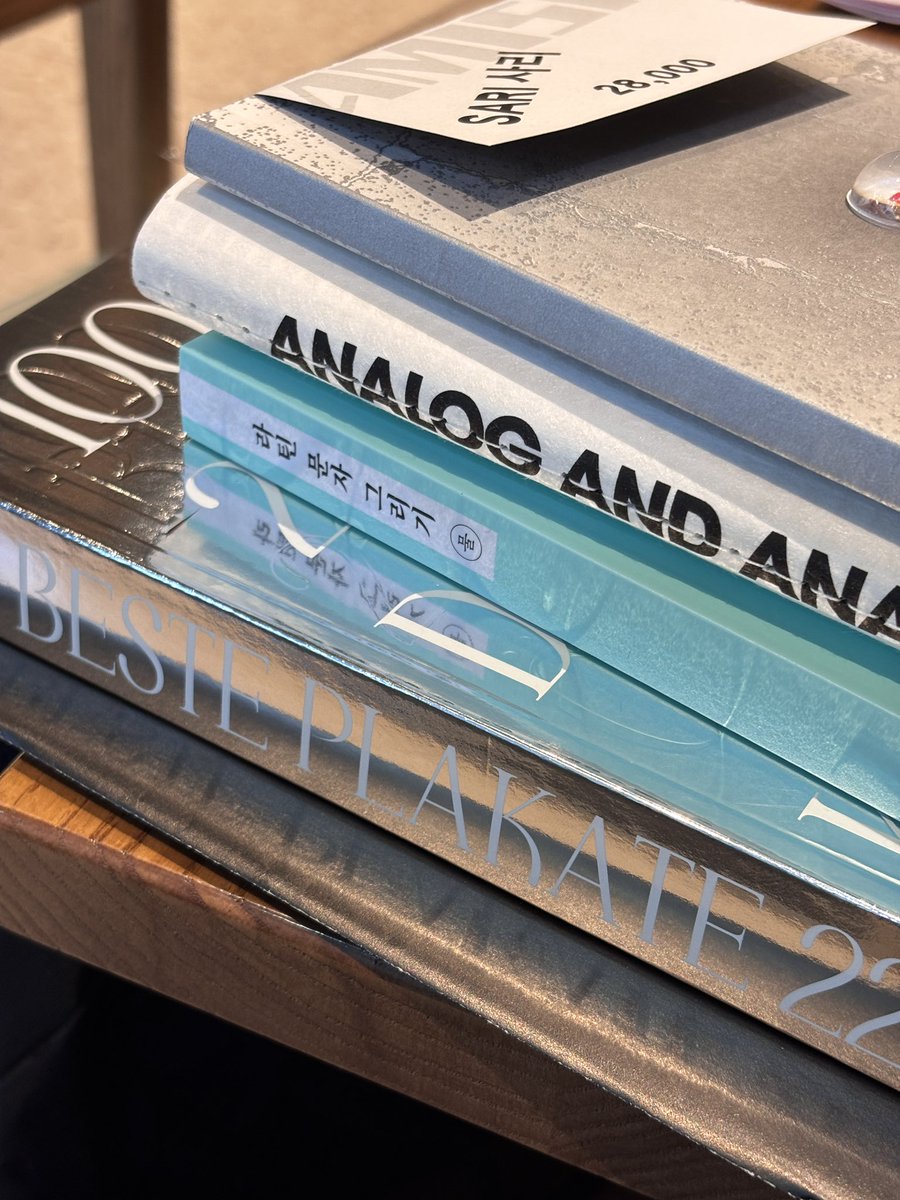 SARI 사리
28,000
ANALOG AND ANA
라틴 문자 그리기
뭄
100
BESTE PLAKATE 22